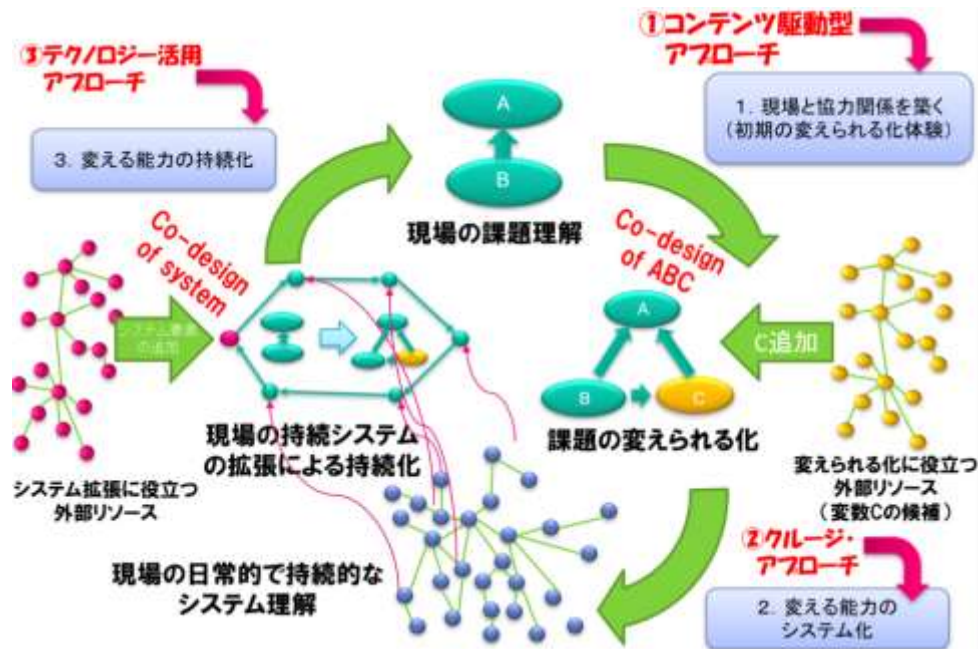 ①コンテンツ駆動型
アプローチ
1. 現場と協力関係を築く
(初期の変えられる化体験)
③テクノロジー活用
アプローチ
3. 変える能力の持続化
A
B
現場の課題理解
Co-design
of system
Co-design
of ABC
A
B
C
C追加
の追加
現場の持続システム
の拡張による持続化
課題の変えられる化
システム拡張に役立つ
外部リソース
変えられる化に役立つ
外部リソース
(変数Cの候補)
②クルージ・
アプローチ
2. 変える能力の
システム化
現場の日常的で持続的な
システム理解